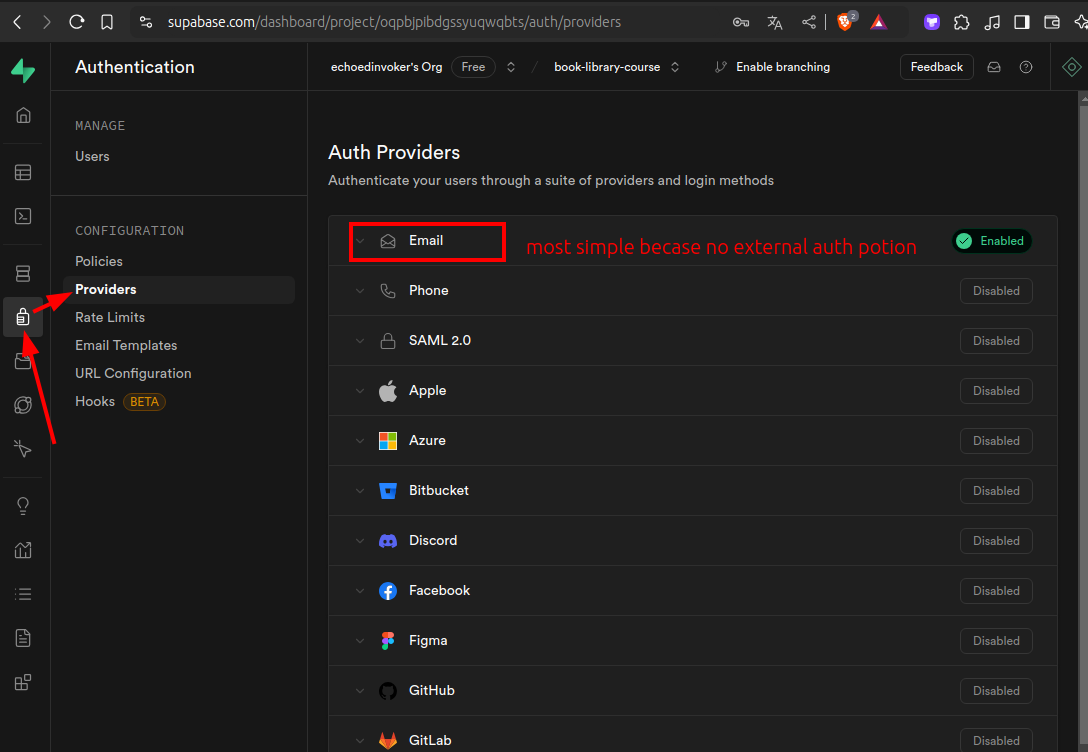 supabase.com/dashboard/project/oqpbjpibdgssyuqwqbts/auth/providers
2
Authentication
echoedinvoker's Org Free / book-library-course Enable branching Feedback
MANAGE
Users
CONFIGURATION
Policies
Providers
Rate Limits
Email Templates
URL Configuration
Hooks BETA
Auth Providers
Authenticate your users through a suite of providers and login methods
Email most simple becase no external auth potion Enabled
Phone Disabled
SAML 2.0 Disabled
Apple Disabled
Azure Disabled
Bitbucket Disabled
Discord Disabled
Facebook Disabled
Figma Disabled
GitHub Disabled
GitLab Disabled